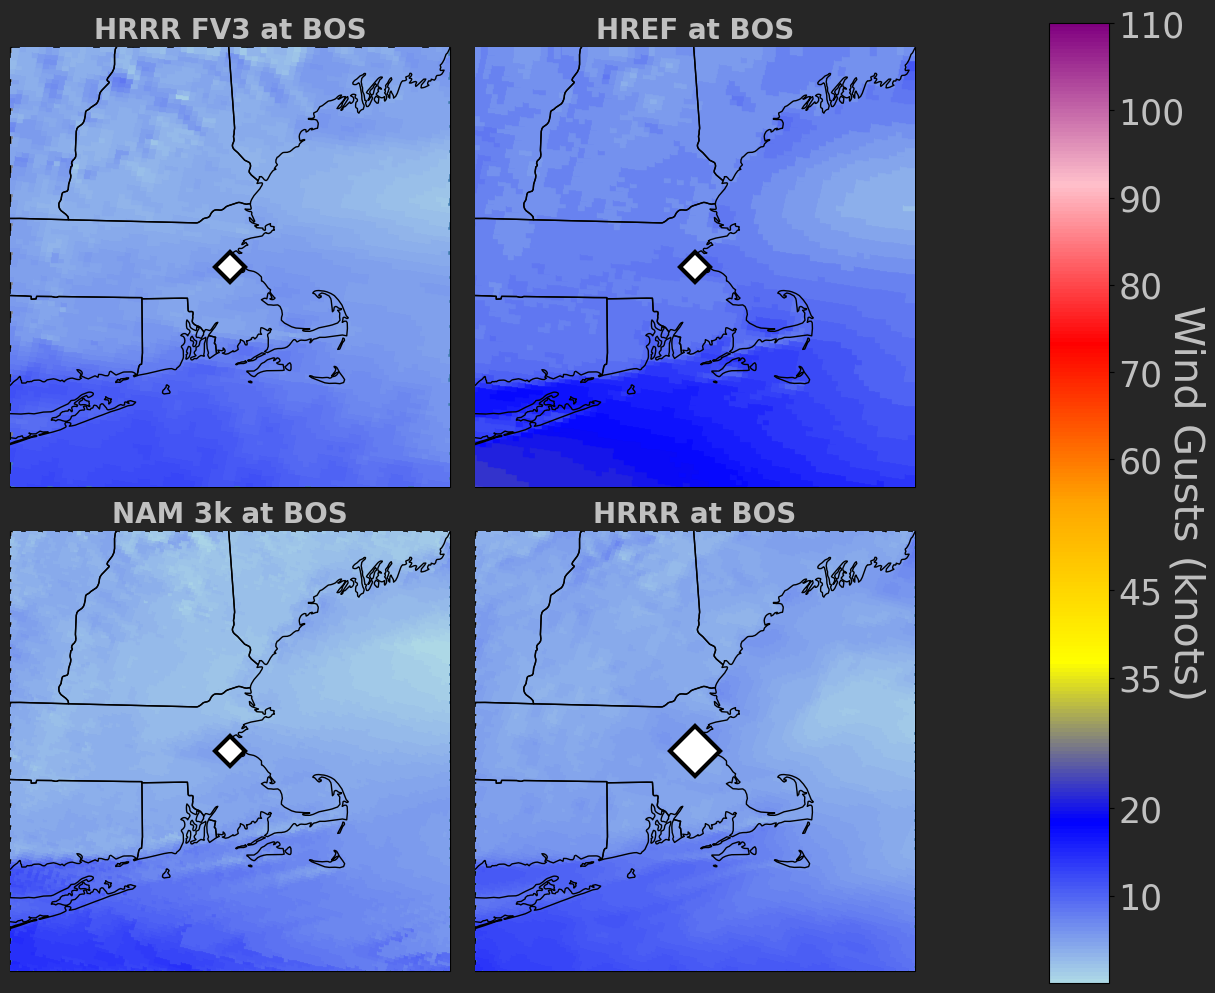 HRRR FV3 at BOS
HREF at BOS
NAM 3k at BOS
HRRR at BOS
110
100
90
80
70
60
45
35
20
10
Wind Gusts (knots)